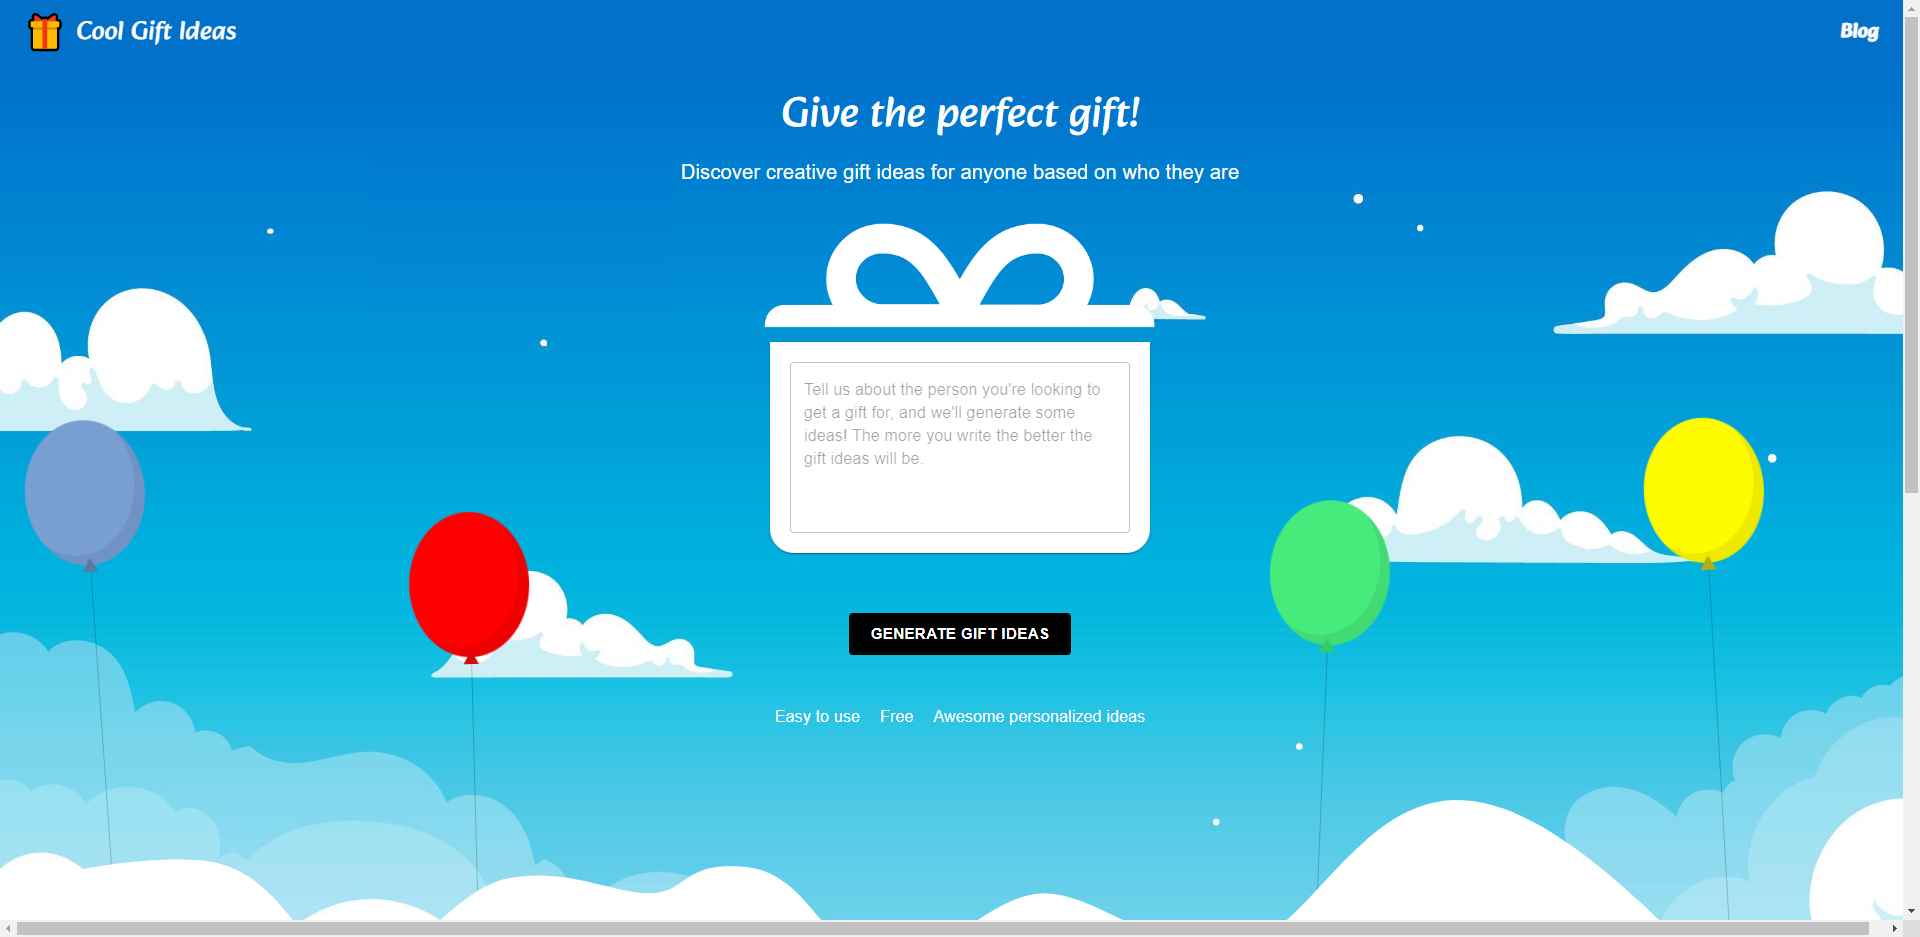 Cool Gift Ideas
Blog
Give the perfect gift!
Discover creative gift ideas for anyone based on who they are
Tell us about the person you're looking to
get a gift for, and we'll generate some
ideas! The more you write the better the
gift ideas will be.
GENERATE GIFT IDEAS
Easy to use Free Awesome personalized ideas